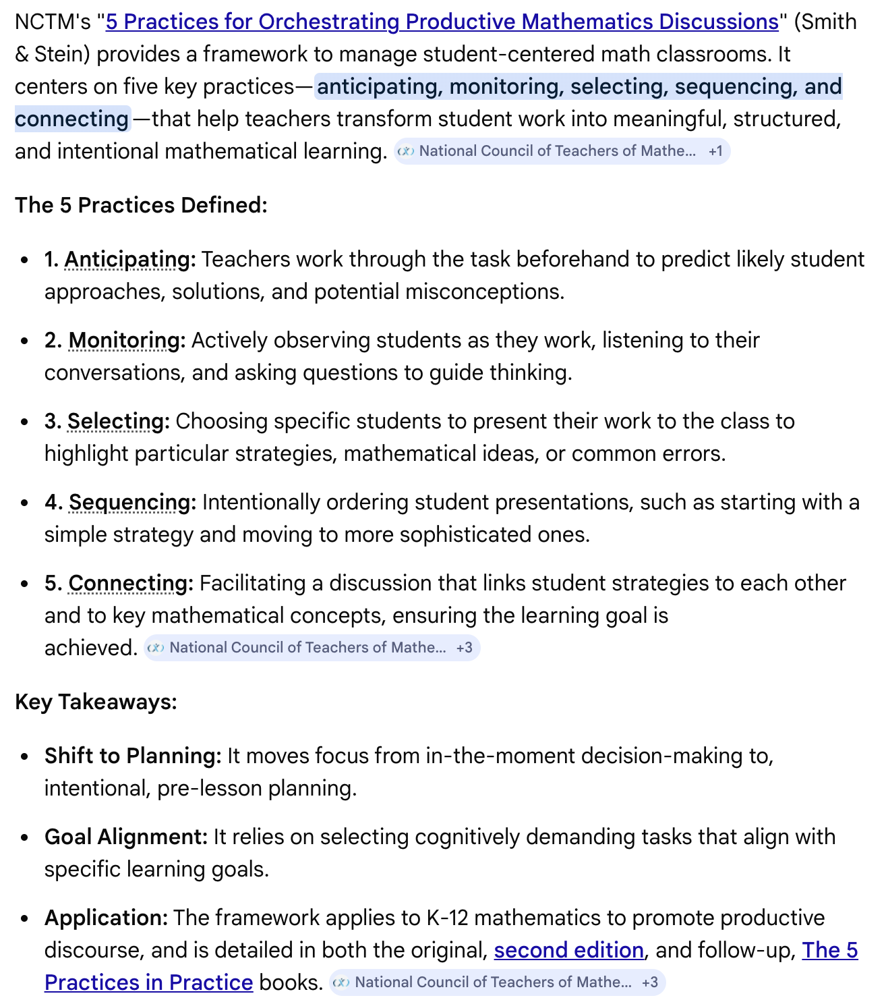 NCTM's "5 Practices for Orchestrating Productive Mathematics Discussions" (Smith
& Stein) provides a framework to manage student-centered math classrooms. It
centers on five key practices—anticipating, monitoring, selecting, sequencing, and
connecting—that help teachers transform student work into meaningful, structured,
and intentional mathematical learning. National Council of Teachers of Mathe... +1
The 5 Practices Defined:
• 1. Anticipating: Teachers work through the task beforehand to predict likely student
approaches, solutions, and potential misconceptions.
• 2. Monitoring: Actively observing students as they work, listening to their
conversations, and asking questions to guide thinking.
• 3. Selecting: Choosing specific students to present their work to the class to
highlight particular strategies, mathematical ideas, or common errors.
• 4. Sequencing: Intentionally ordering student presentations, such as starting with a
simple strategy and moving to more sophisticated ones.
• 5. Connecting: Facilitating a discussion that links student strategies to each other
and to key mathematical concepts, ensuring the learning goal is
achieved. National Council of Teachers of Mathe... +3
Key Takeaways:
• Shift to Planning: It moves focus from in-the-moment decision-making to,
intentional, pre-lesson planning.
• Goal Alignment: It relies on selecting cognitively demanding tasks that align with
specific learning goals.
• Application: The framework applies to K-12 mathematics to promote productive
discourse, and is detailed in both the original, second edition, and follow-up, The 5
Practices in Practice books. National Council of Teachers of Mathe... +3